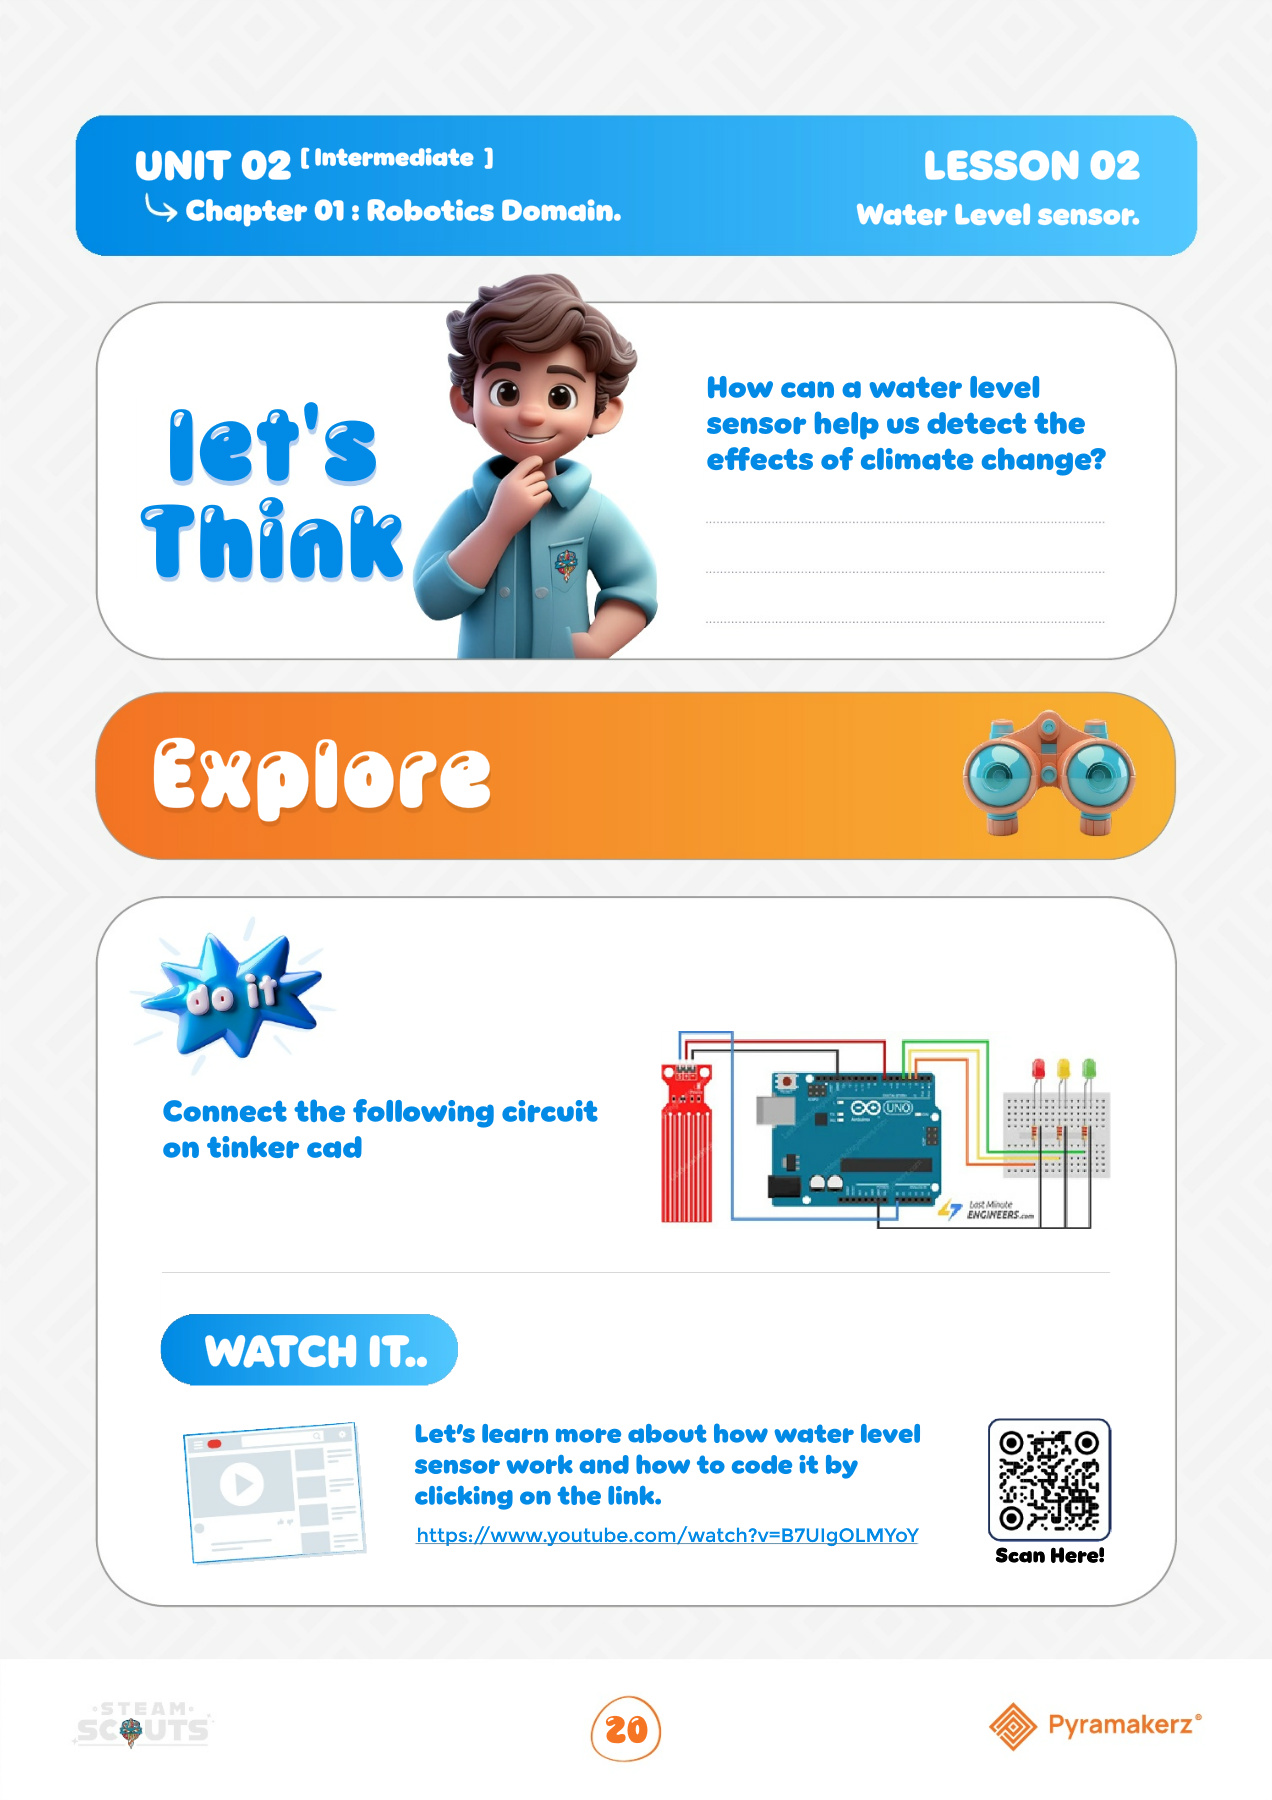 UNIT 02 [ Intermediate ]
Chapter 01 : Robotics Domain.
LESSON 02
Water Level sensor.
let's
Think
How can a water level
sensor help us detect the
effects of climate change?
Explore
do it
Connect the following circuit
on tinker cad
UNO
Last Minute
ENGINEERS.com
WATCH IT..
Let's learn more about how water level
sensor work and how to code it by
clicking on the link.
https://www.youtube.com/watch?v=B7UIgOLMYoY
Scan Here!
STEAM
SCOUTS
20
Pyramakerz